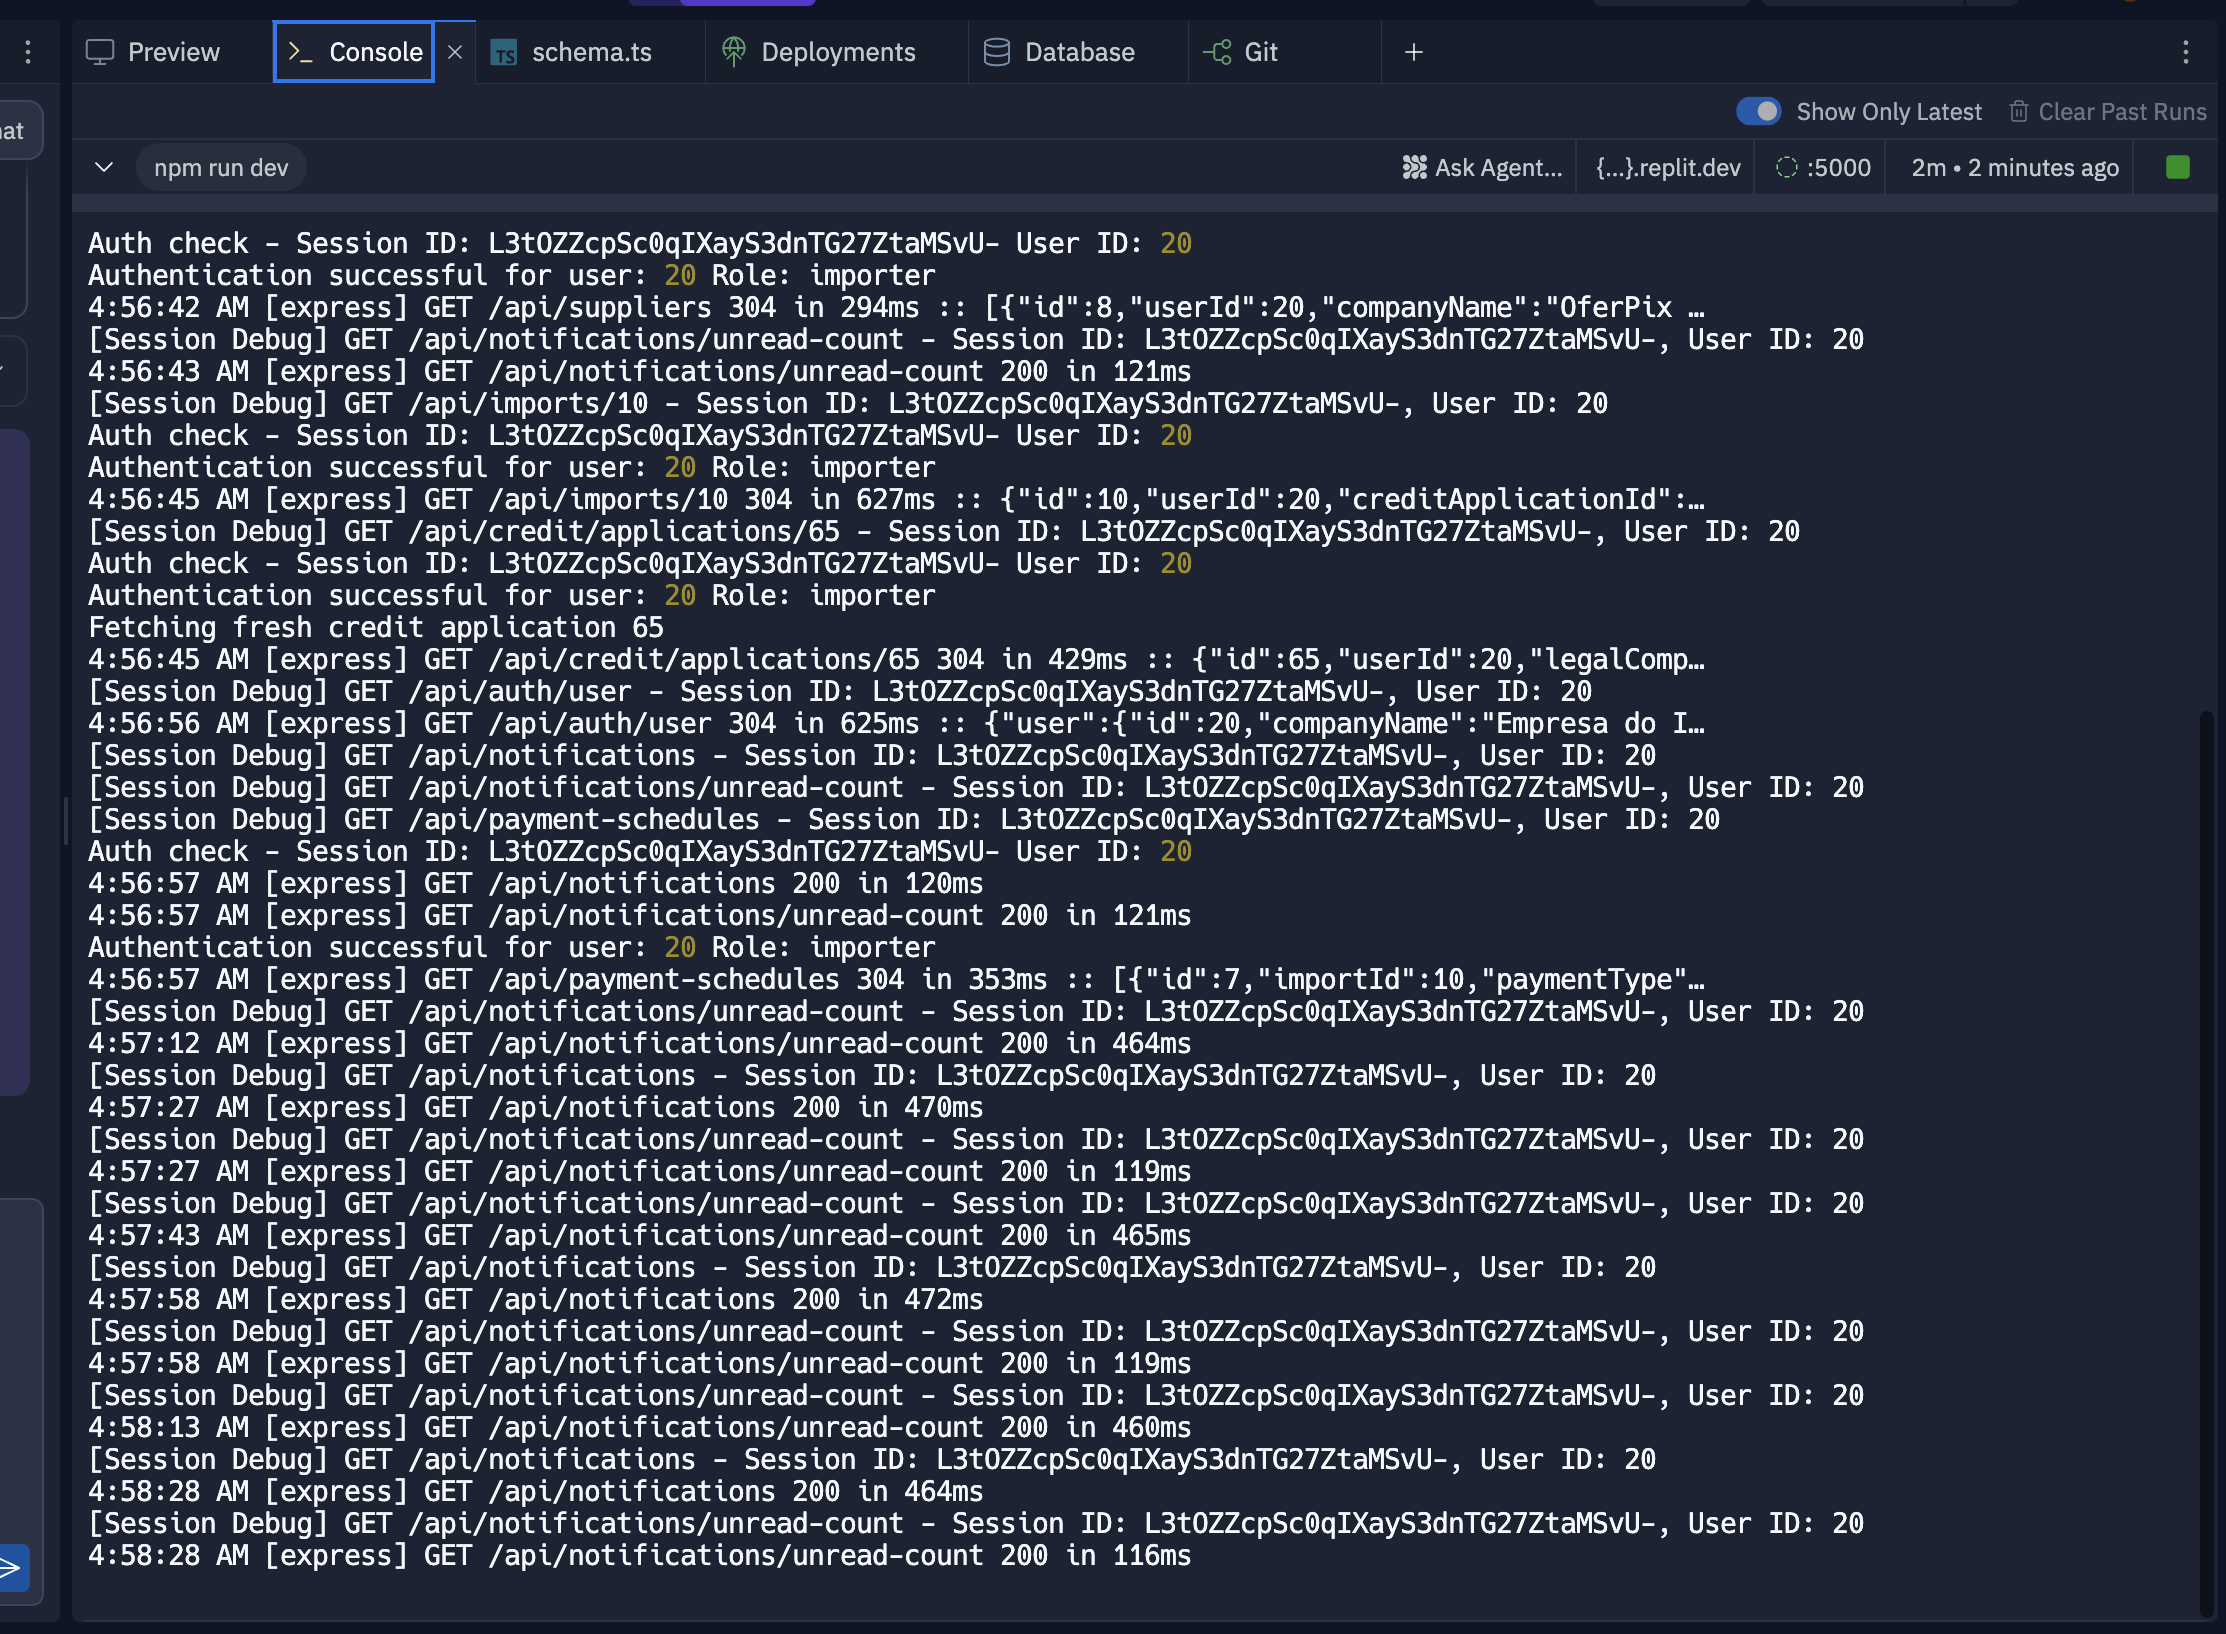 Preview
Console
schema.ts
Deployments
Database
Git
at
Show Only Latest
Clear Past Runs
npm run dev
Ask Agent...
{...}.replit.dev
:5000
2m • 2 minutes ago
Auth check - Session ID: L3tOZZcpSc0qIXayS3dnTG27ZtaMSvU- User ID: 20
Authentication successful for user: 20 Role: importer
4:56:42 AM [express] GET /api/suppliers 304 in 294ms :: [{"id":8,"userId":20,"companyName":"OferPix …
[Session Debug] GET /api/notifications/unread-count - Session ID: L3tOZZcpSc0qIXayS3dnTG27ZtaMSvU-, User ID: 20
4:56:43 AM [express] GET /api/notifications/unread-count 200 in 121ms
[Session Debug] GET /api/imports/10 - Session ID: L3tOZZcpSc0qIXayS3dnTG27ZtaMSvU-, User ID: 20
Auth check - Session ID: L3tOZZcpSc0qIXayS3dnTG27ZtaMSvU- User ID: 20
Authentication successful for user: 20 Role: importer
4:56:45 AM [express] GET /api/imports/10 304 in 627ms :: {"id":10,"userId":20,"creditApplicationId":…
[Session Debug] GET /api/credit/applications/65 - Session ID: L3tOZZcpSc0qIXayS3dnTG27ZtaMSvU-, User ID: 20
Auth check - Session ID: L3tOZZcpSc0qIXayS3dnTG27ZtaMSvU- User ID: 20
Authentication successful for user: 20 Role: importer
Fetching fresh credit application 65
4:56:45 AM [express] GET /api/credit/applications/65 304 in 429ms :: {"id":65,"userId":20,"legalComp…
[Session Debug] GET /api/auth/user - Session ID: L3tOZZcpSc0qIXayS3dnTG27ZtaMSvU-, User ID: 20
4:56:56 AM [express] GET /api/auth/user 304 in 625ms :: {"user":{"id":20,"companyName":"Empresa do I…
[Session Debug] GET /api/notifications - Session ID: L3tOZZcpSc0qIXayS3dnTG27ZtaMSvU-, User ID: 20
[Session Debug] GET /api/notifications/unread-count - Session ID: L3tOZZcpSc0qIXayS3dnTG27ZtaMSvU-, User ID: 20
[Session Debug] GET /api/payment-schedules - Session ID: L3tOZZcpSc0qIXayS3dnTG27ZtaMSvU-, User ID: 20
Auth check - Session ID: L3tOZZcpSc0qIXayS3dnTG27ZtaMSvU- User ID: 20
4:56:57 AM [express] GET /api/notifications 200 in 120ms
4:56:57 AM [express] GET /api/notifications/unread-count 200 in 121ms
Authentication successful for user: 20 Role: importer
4:56:57 AM [express] GET /api/payment-schedules 304 in 353ms :: [{"id":7,"importId":10,"paymentType"…
[Session Debug] GET /api/notifications/unread-count - Session ID: L3tOZZcpSc0qIXayS3dnTG27ZtaMSvU-, User ID: 20
4:57:12 AM [express] GET /api/notifications/unread-count 200 in 464ms
[Session Debug] GET /api/notifications - Session ID: L3tOZZcpSc0qIXayS3dnTG27ZtaMSvU-, User ID: 20
4:57:27 AM [express] GET /api/notifications 200 in 470ms
[Session Debug] GET /api/notifications/unread-count - Session ID: L3tOZZcpSc0qIXayS3dnTG27ZtaMSvU-, User ID: 20
4:57:27 AM [express] GET /api/notifications/unread-count 200 in 119ms
[Session Debug] GET /api/notifications/unread-count - Session ID: L3tOZZcpSc0qIXayS3dnTG27ZtaMSvU-, User ID: 20
4:57:43 AM [express] GET /api/notifications/unread-count 200 in 465ms
[Session Debug] GET /api/notifications - Session ID: L3tOZZcpSc0qIXayS3dnTG27ZtaMSvU-, User ID: 20
4:57:58 AM [express] GET /api/notifications 200 in 472ms
[Session Debug] GET /api/notifications/unread-count - Session ID: L3tOZZcpSc0qIXayS3dnTG27ZtaMSvU-, User ID: 20
4:57:58 AM [express] GET /api/notifications/unread-count 200 in 119ms
[Session Debug] GET /api/notifications/unread-count - Session ID: L3tOZZcpSc0qIXayS3dnTG27ZtaMSvU-, User ID: 20
4:58:13 AM [express] GET /api/notifications/unread-count 200 in 460ms
[Session Debug] GET /api/notifications - Session ID: L3tOZZcpSc0qIXayS3dnTG27ZtaMSvU-, User ID: 20
4:58:28 AM [express] GET /api/notifications 200 in 464ms
[Session Debug] GET /api/notifications/unread-count - Session ID: L3tOZZcpSc0qIXayS3dnTG27ZtaMSvU-, User ID: 20
4:58:28 AM [express] GET /api/notifications/unread-count 200 in 116ms